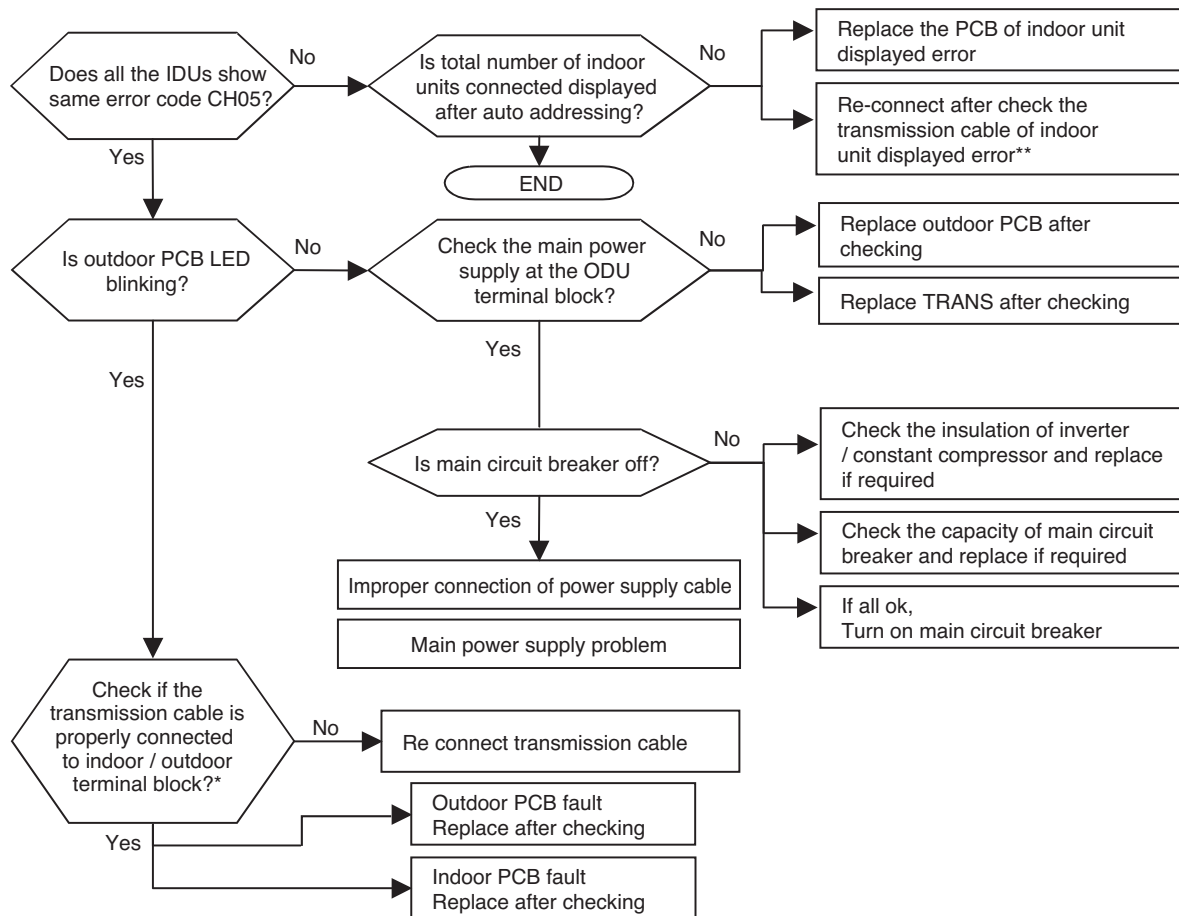 Does all the IDUs show
same error code CH05?
No
Is total number of indoor
units connected displayed
after auto addressing?
No
Replace the PCB of indoor unit
displayed error
Re-connect after check the
transmission cable of indoor
unit displayed error**
Yes
END
Is outdoor PCB LED
blinking?
No
Check the main power
supply at the ODU
terminal block?
No
Replace outdoor PCB after
checking
Replace TRANS after checking
Yes
Yes
Is main circuit breaker off?
No
Check the insulation of inverter
/ constant compressor and replace
if required
Check the capacity of main circuit
breaker and replace if required
If all ok,
Turn on main circuit breaker
Yes
Improper connection of power supply cable
Main power supply problem
Check if the
transmission cable is
properly connected
to indoor / outdoor
terminal block?*
No
Re connect transmission cable
Yes
Outdoor PCB fault
Replace after checking
Indoor PCB fault
Replace after checking